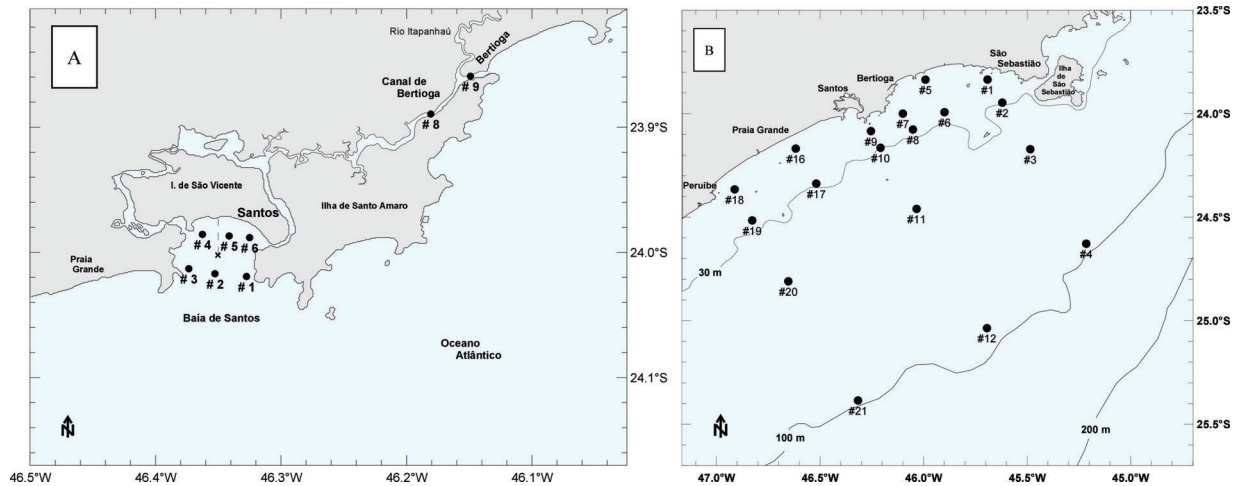 A
Rio Itapanhaú
Bertioga
# 9
Canal de
Bertioga
# 8
23.9°S
I. de São Vicente
Santos
Ilha de Santo Amaro
# 4
# 5
# 6
x
24.0°S
Praia
Grande
# 3
# 2
# 1
Baia de Santos
Oceano
Atlântico
24.1°S
N
46.5°W
46.4°W
46.3°W
46.2°W
46.1°W
B
23.5°S
São
Sebastião
Ilha
de
São
Sebastião
Bertioga
#5
#1
Santos
#2
#7
#6
24.0°S
#9
#8
Praia Grande
#16
#10
#3
Peruibe
#18
#17
#11
#19
24.5°S
#4
30 m
#20
25.0°S
#12
#21
100 m
200 m
25.5°S
N
47.0°W
46.5°W
46.0°W
45.5°W
45.0°W